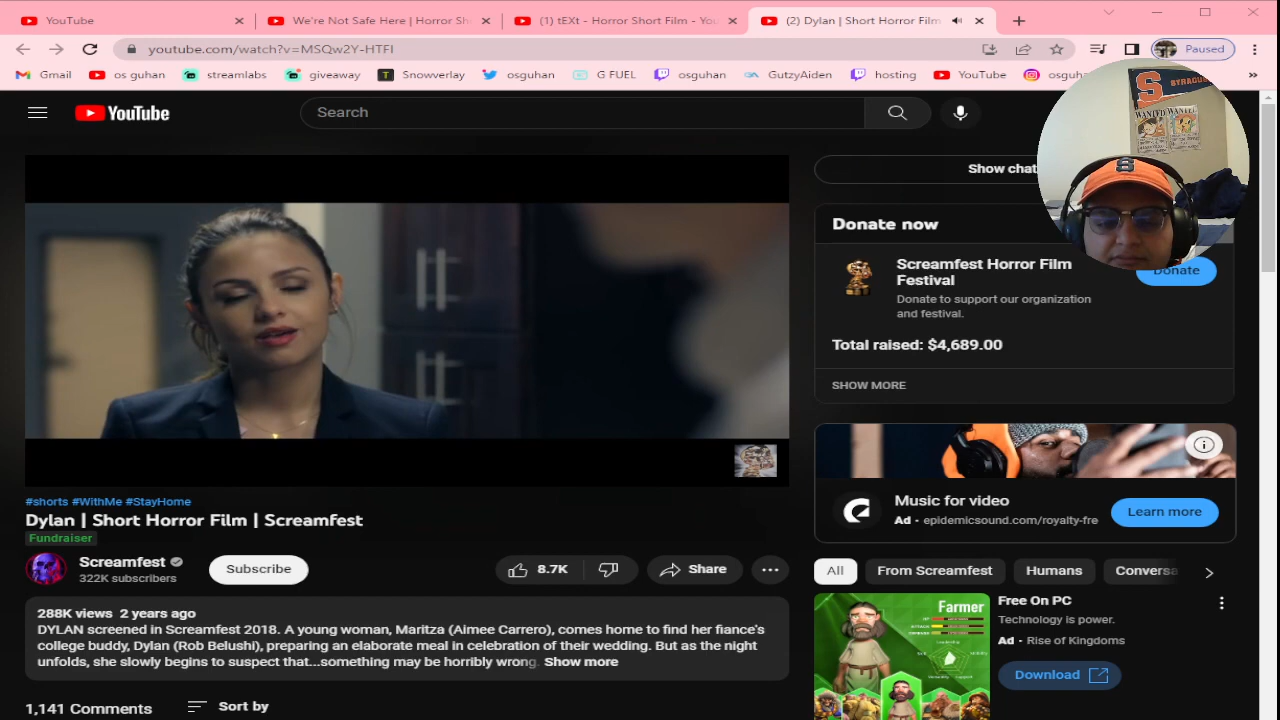 YouTube
We're Not Safe Here | Horror Sh
(1) tEXt - Horror Short Film - You
(2) Dylan | Short Horror Film
youtube.com/watch?v=MSQw2Y-HTFI
Paused
Gmail
os guhan
streamlabs
giveaway
Snowverlay
osguhan
G FUEL
osguhan
GutzyAiden
hosting
YouTube
osguha
YouTube
Search
S
SYRACUS
WANTED WANTED
S
Show chat
Donate now
Screamfest Horror Film
Festival
Donate
Donate to support our organization
and festival.
Total raised: $4,689.00
SHOW MORE
Music for video
Ad - epidemicsound.com/royalty-fre
Learn more
#shorts #WithMe #StayHome
Dylan | Short Horror Film | Screamfest
Fundraiser
Screamfest
322K subscribers
Subscribe
8.7K
Share
All
From Screamfest
Humans
Conversa
288K views 2 years ago
DYLAN screened in Screamfest 2018. A young woman, Maritza (Aimee Carrero), comes home to find her fiance's
college buddy, Dylan (Rob Belushi), preparing an elaborate meal in celebration of their wedding. But as the night
unfolds, she slowly begins to suspect that...something may be horribly wrong. Show more
1,141 Comments
Sort by
Farmer
Free On PC
Technology is power.
Ad - Rise of Kingdoms
Download